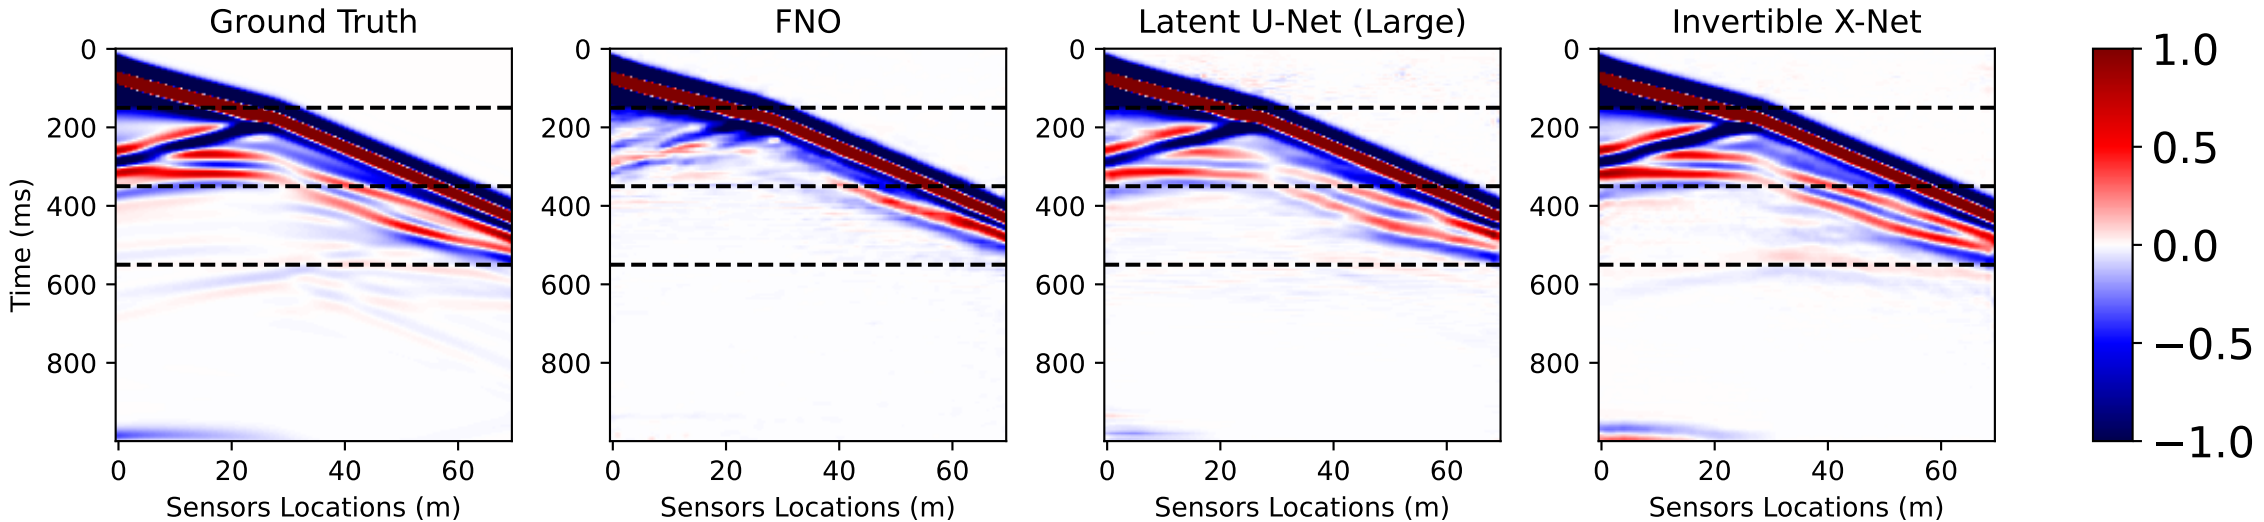 Ground Truth
FNO
Latent U-Net (Large)
Invertible X-Net
Time (ms)
0
200
400
600
800
0
200
400
600
800
0
200
400
600
800
0
200
400
600
800
0 20 40 60
0 20 40 60
0 20 40 60
0 20 40 60
Sensors Locations (m)
Sensors Locations (m)
Sensors Locations (m)
Sensors Locations (m)
1.0
0.5
0.0
−0.5
−1.0